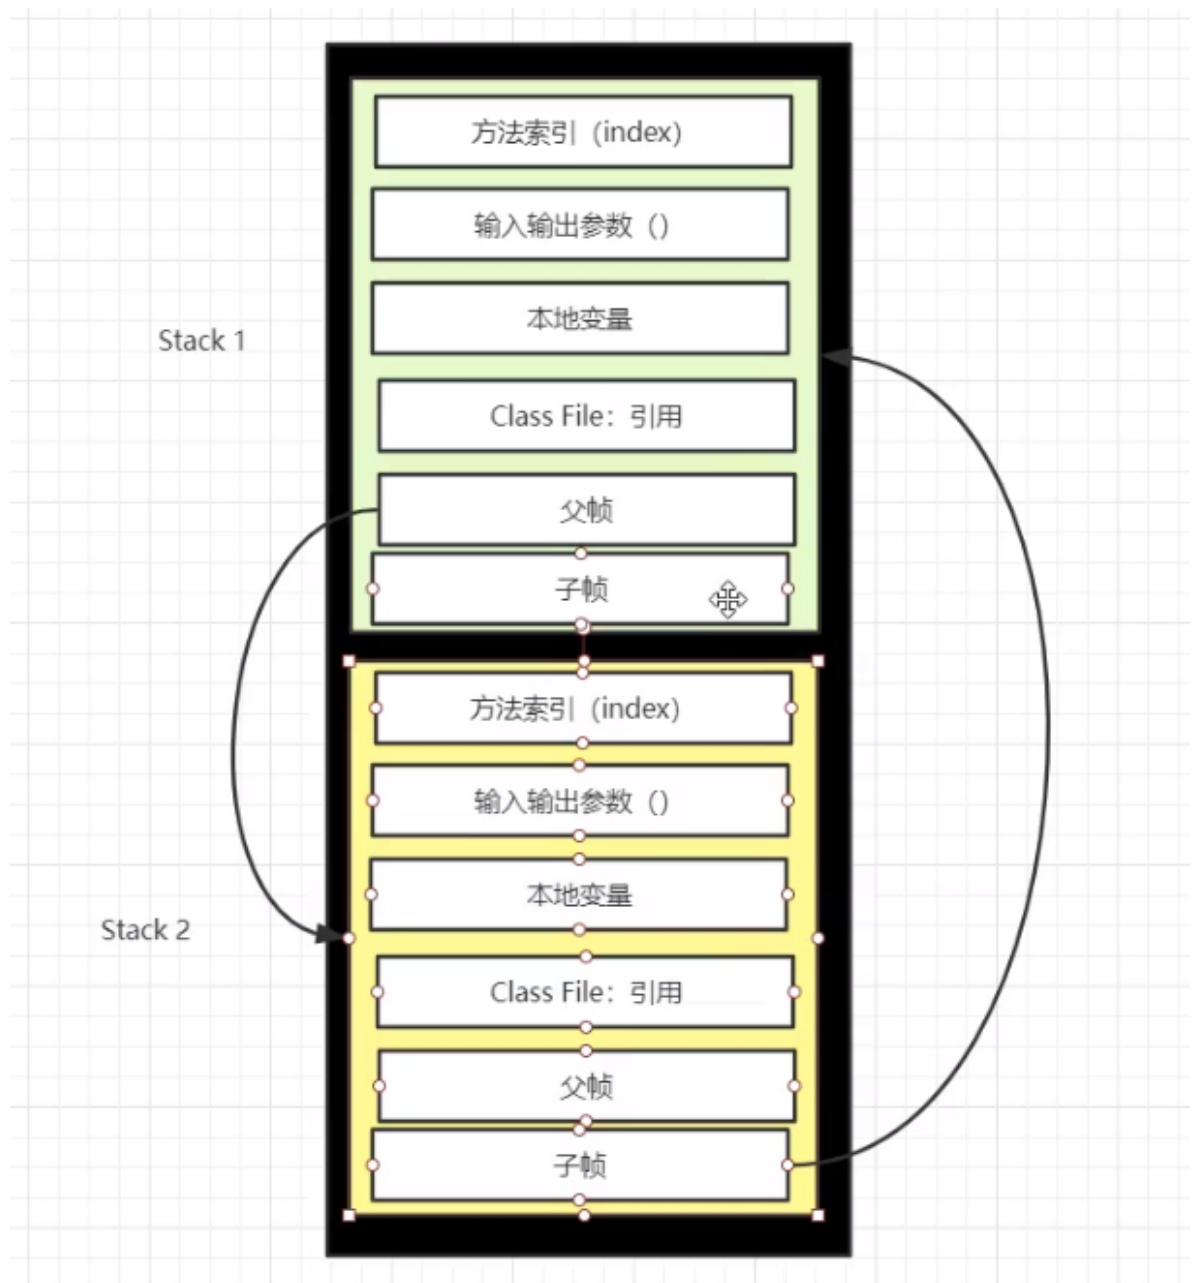 方法索引（index）
输入输出参数（）
本地变量
Stack 1
Class File：引用
父帧
子帧
方法索引（index）
输入输出参数（）
本地变量
Stack 2
Class File：引用
父帧
子帧